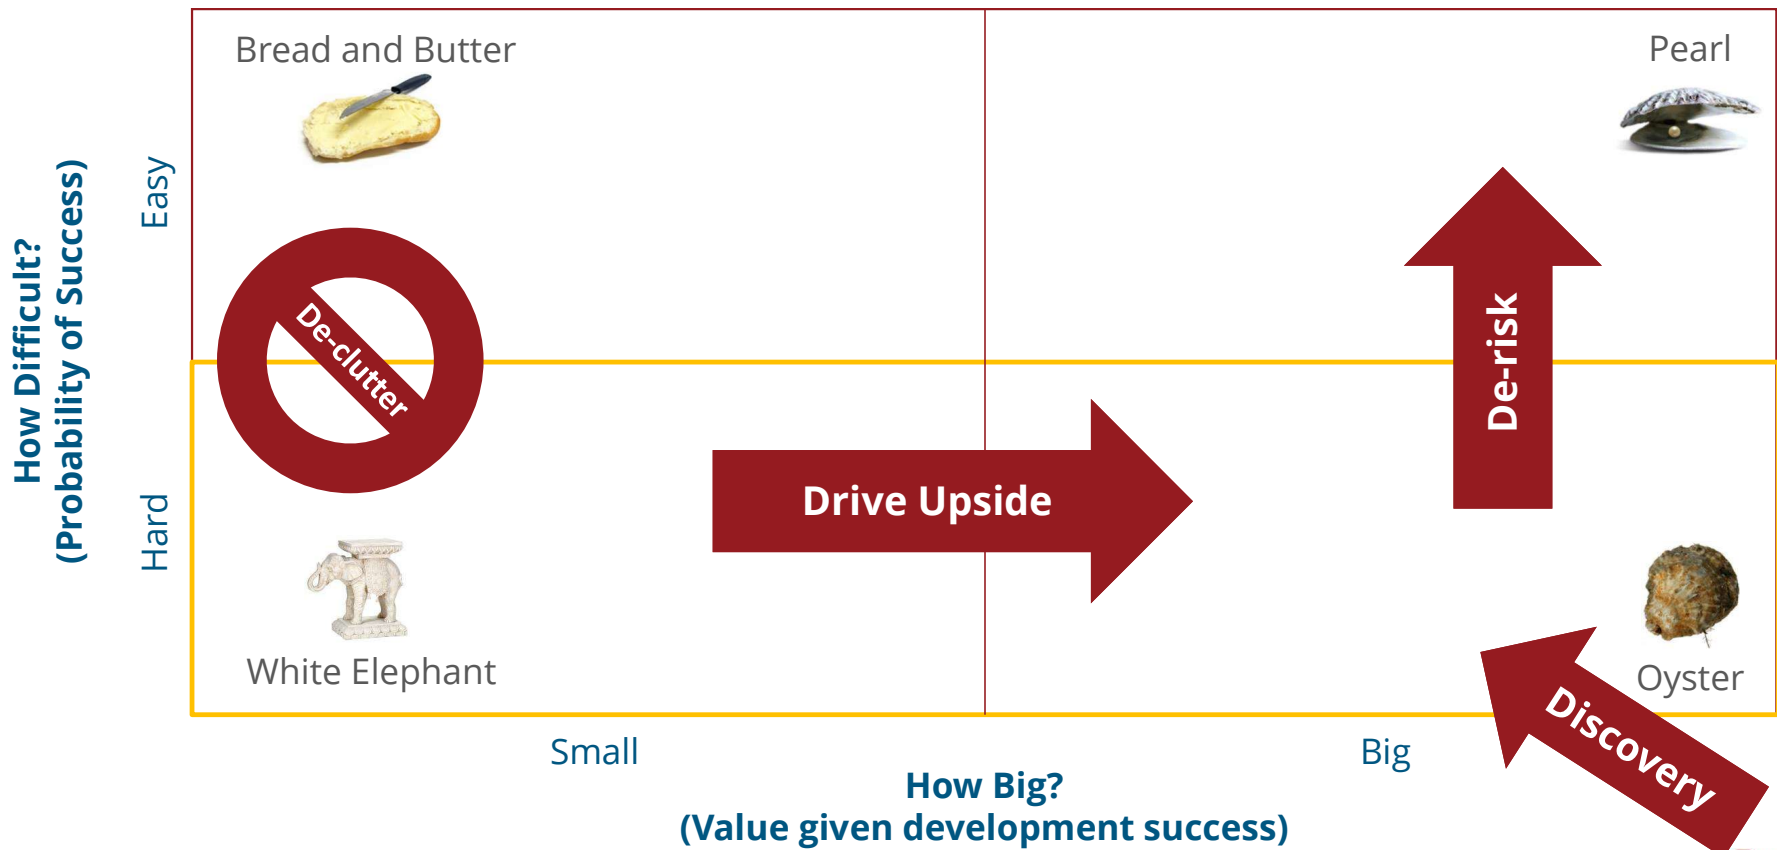 Bread and Butter
Pearl
How Difficult?
(Probability of Success)
Easy
De-clutter
De-risk
Hard
Drive Upside
White Elephant
Oyster
Discovery
Small
Big
How Big?
(Value given development success)